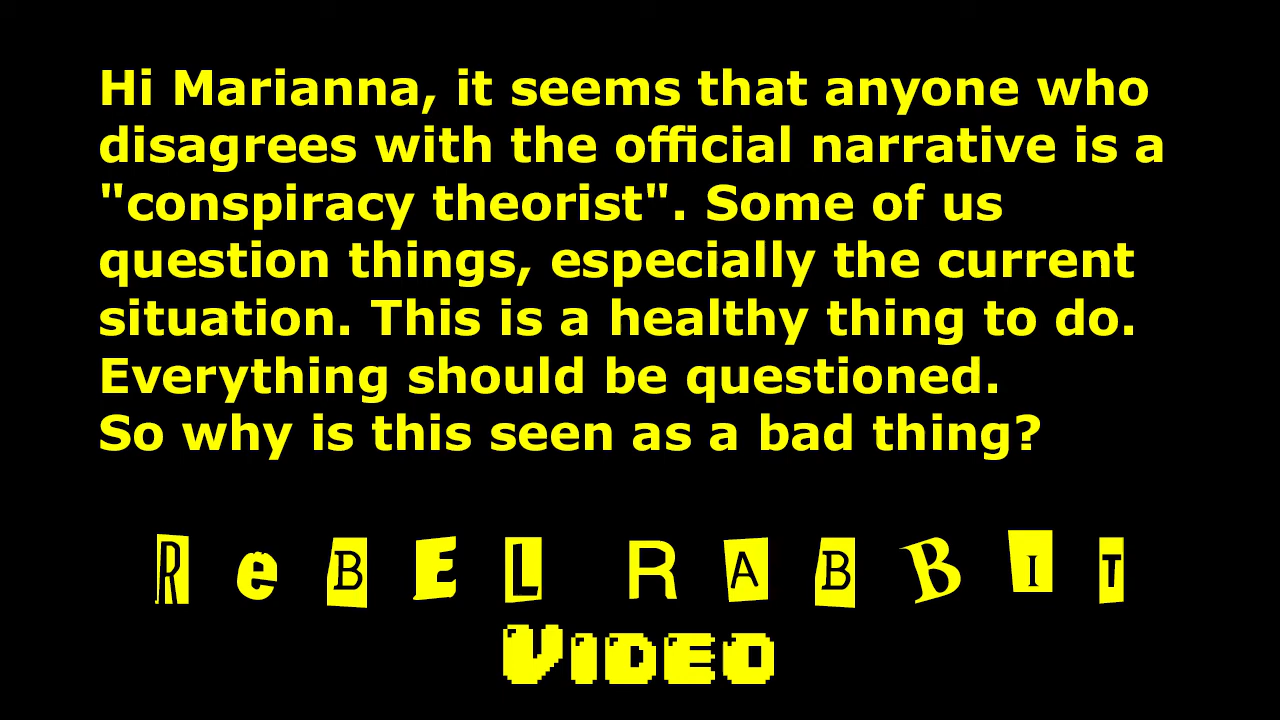 Hi Marianna, it seems that anyone who
disagrees with the official narrative is a
"conspiracy theorist". Some of us
question things, especially the current
situation. This is a healthy thing to do.
Everything should be questioned.
So why is this seen as a bad thing?
ReBEL RABBIT
VIDEO